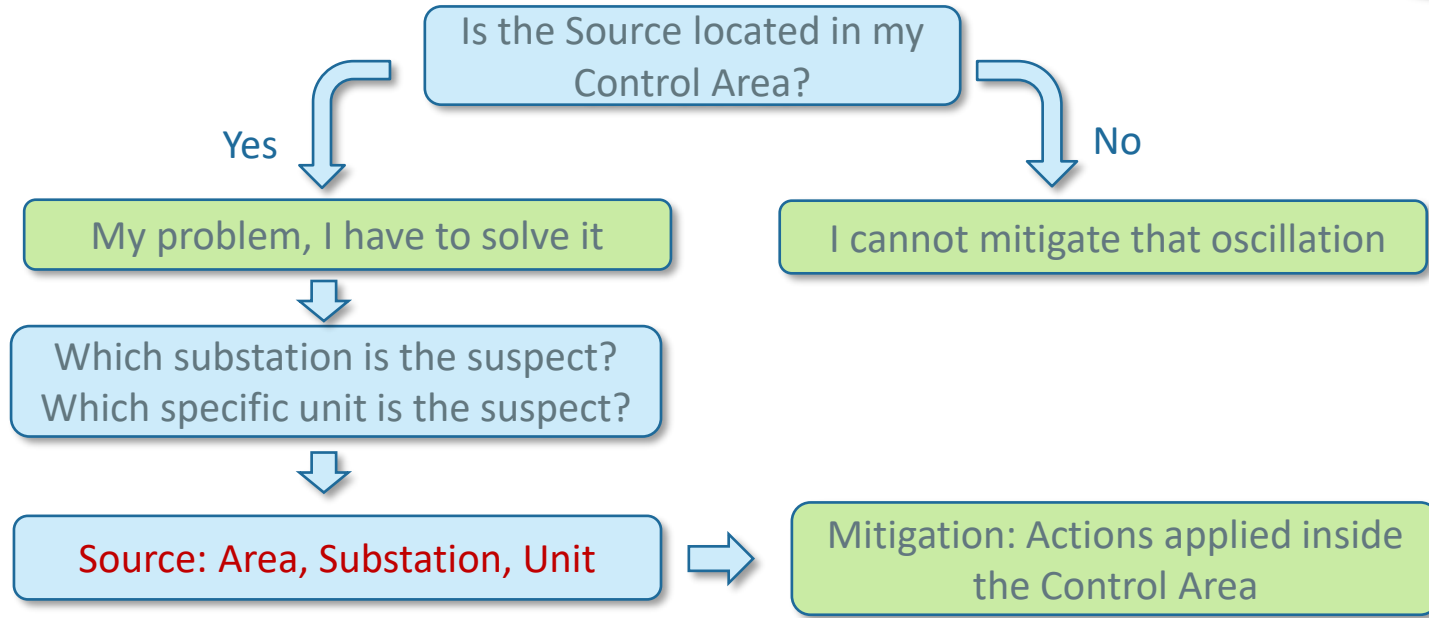 Is the Source located in my
Control Area?
Yes
No
My problem, I have to solve it
I cannot mitigate that oscillation
Which substation is the suspect?
Which specific unit is the suspect?
Source: Area, Substation, Unit
Mitigation: Actions applied inside
the Control Area